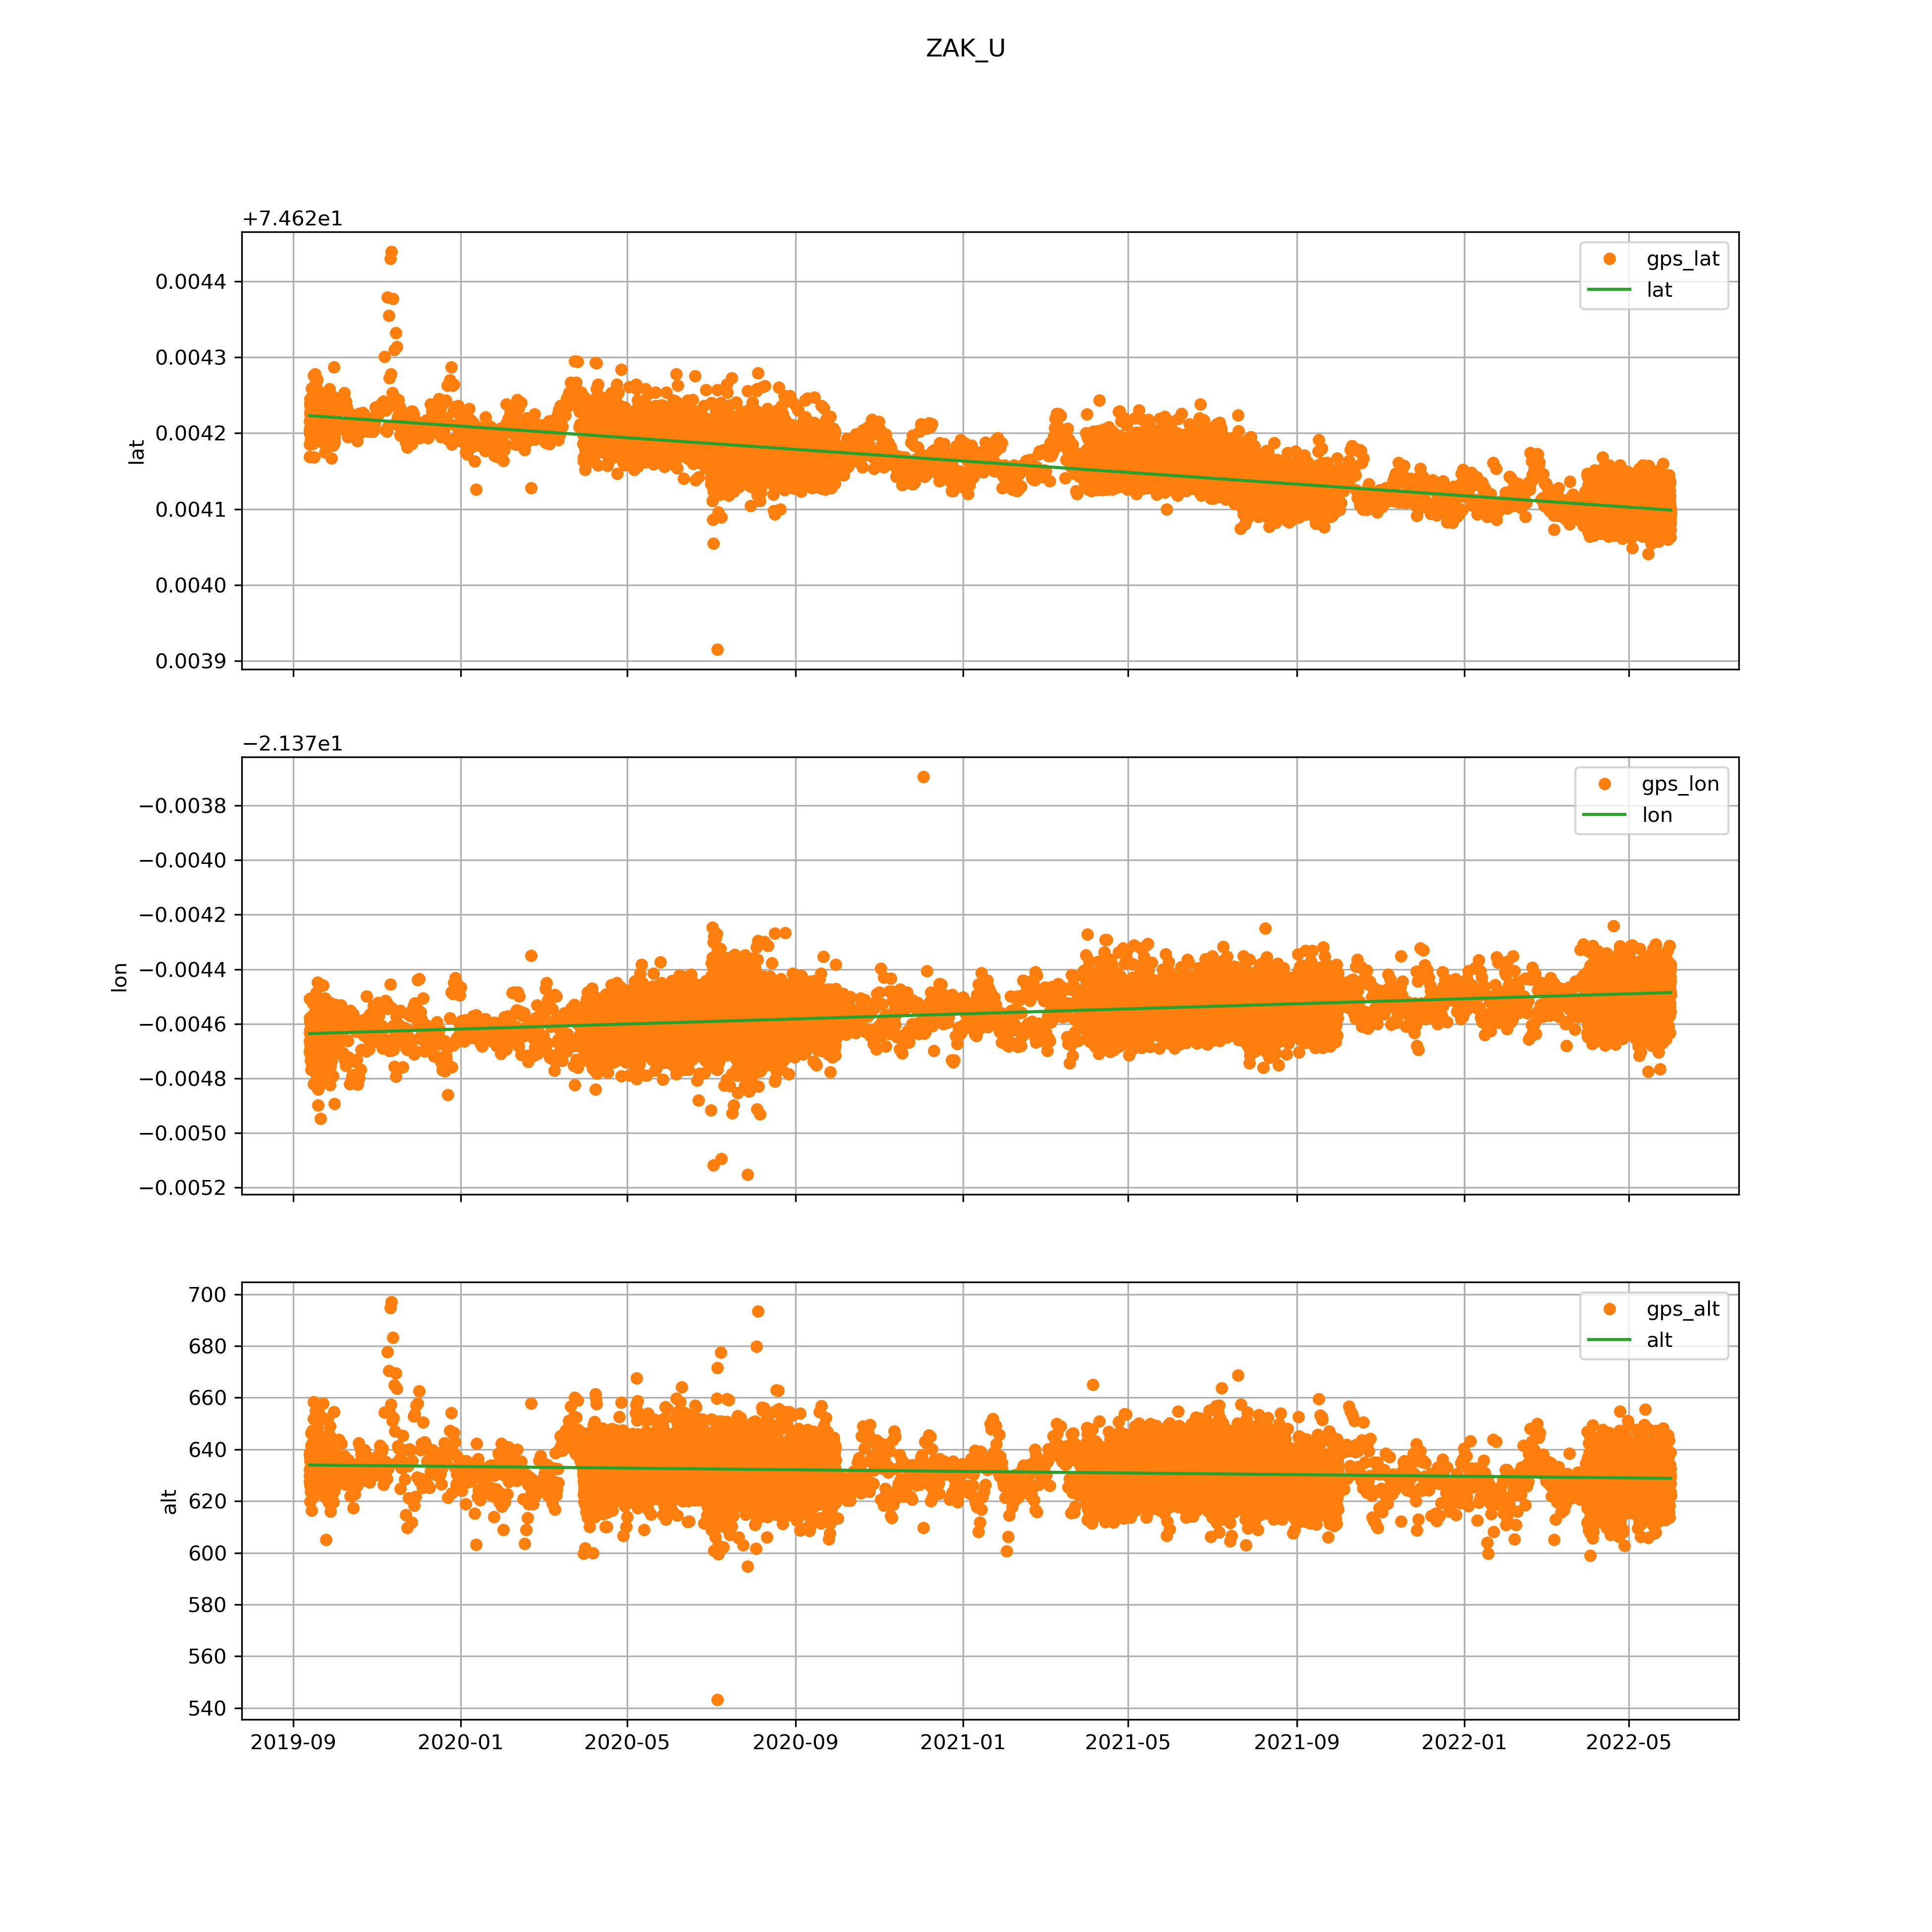 ZAK_U
+7.462e1
0.0044
0.0043
0.0042
0.0041
0.0040
0.0039
lat
gps_lat
lat
−2.137e1
−0.0038
−0.0040
−0.0042
−0.0044
−0.0046
−0.0048
−0.0050
−0.0052
lon
gps_lon
lon
700
680
660
640
620
600
580
560
540
alt
gps_alt
alt
2019-09 2020-01 2020-05 2020-09 2021-01 2021-05 2021-09 2022-01 2022-05